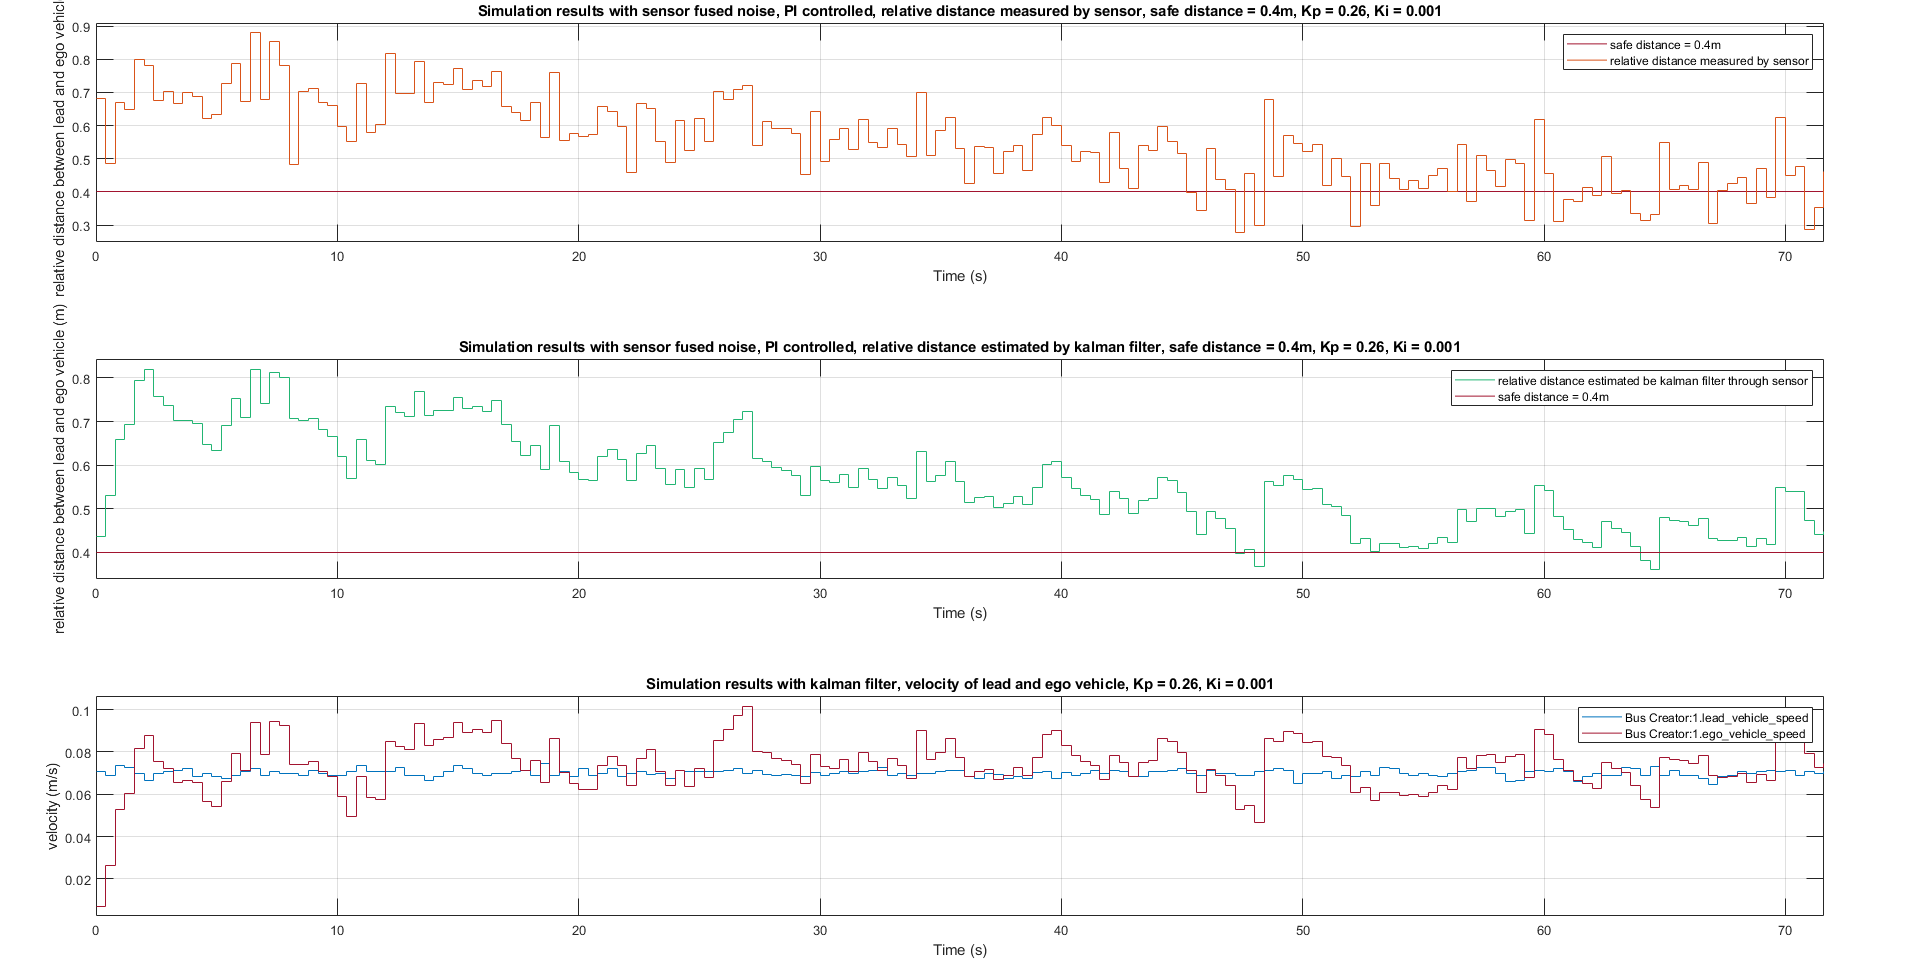 Simulation results with sensor fused noise, PI controlled, relative distance measured by sensor, safe distance = 0.4m, Kp = 0.26, Ki = 0.001
relative distance between lead and ego vehicl
0.9
0.8
0.7
0.6
0.5
0.4
0.3
safe distance = 0.4m
relative distance measured by sensor
0 10 20 30 40 50 60 70
Time (s)
Simulation results with sensor fused noise, PI controlled, relative distance estimated by kalman filter, safe distance = 0.4m, Kp = 0.26, Ki = 0.001
relative distance between lead and ego vehicle (m)
0.8
0.7
0.6
0.5
0.4
relative distance estimated be kalman filter through sensor
safe distance = 0.4m
0 10 20 30 40 50 60 70
Time (s)
Simulation results with kalman filter, velocity of lead and ego vehicle, Kp = 0.26, Ki = 0.001
velocity (m/s)
0.1
0.08
0.06
0.04
0.02
Bus Creator:1.lead_vehicle_speed
Bus Creator:1.ego_vehicle_speed
0 10 20 30 40 50 60 70
Time (s)